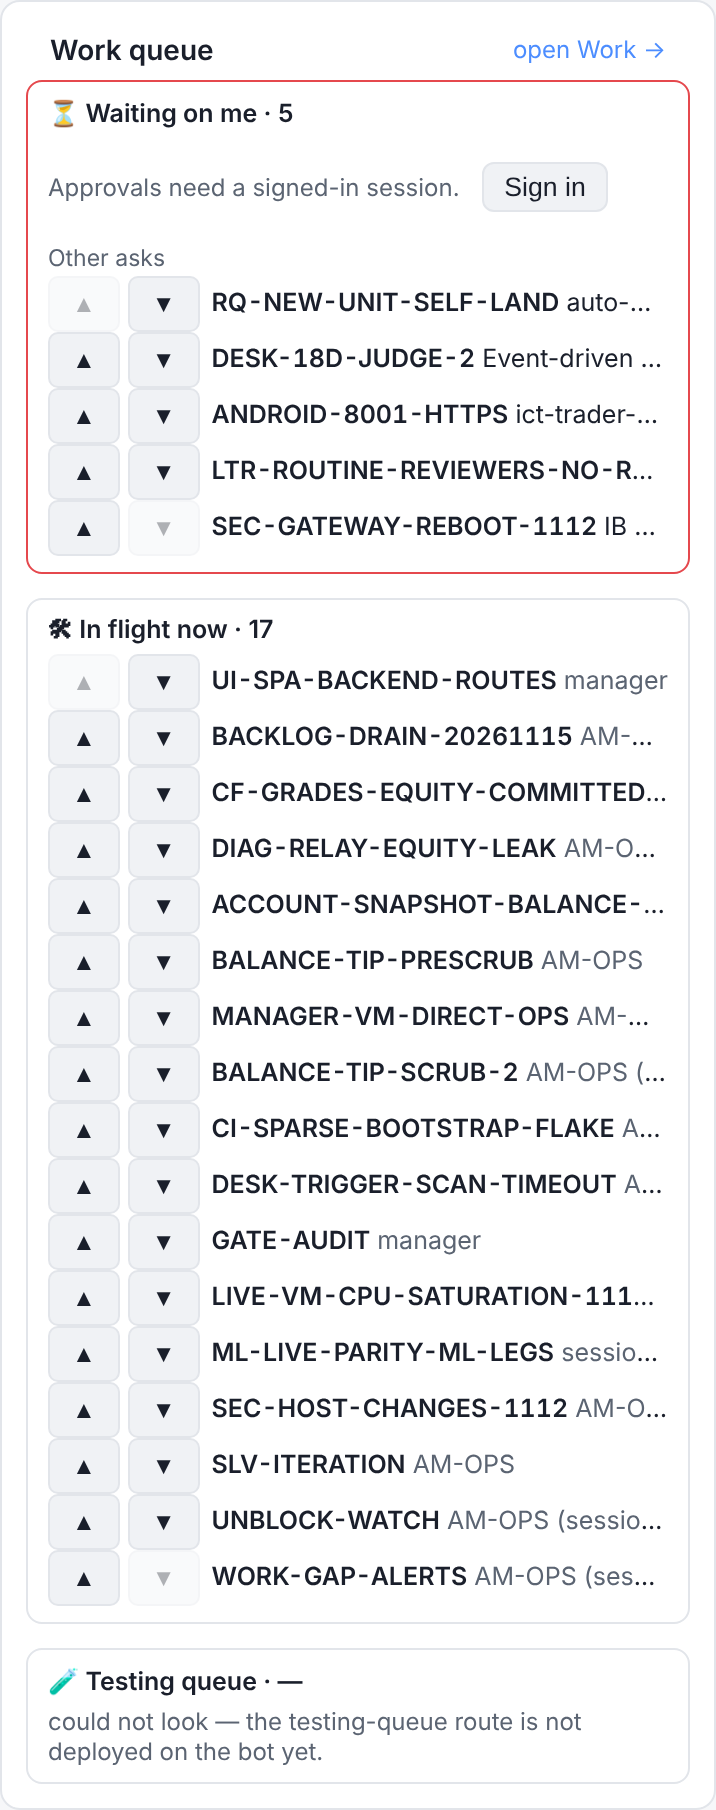 Work queue open Work →
⏳ Waiting on me · 5
Approvals need a signed-in session. Sign in
Other asks
▲ ▼ RQ-NEW-UNIT-SELF-LAND auto-...
▲ ▼ DESK-18D-JUDGE-2 Event-driven ...
▲ ▼ ANDROID-8001-HTTPS ict-trader-...
▲ ▼ LTR-ROUTINE-REVIEWERS-NO-R...
▲ ▼ SEC-GATEWAY-REBOOT-1112 IB ...
🛠 In flight now · 17
▲ ▼ UI-SPA-BACKEND-ROUTES manager
▲ ▼ BACKLOG-DRAIN-20261115 AM-...
▲ ▼ CF-GRADES-EQUITY-COMMITTED...
▲ ▼ DIAG-RELAY-EQUITY-LEAK AM-O...
▲ ▼ ACCOUNT-SNAPSHOT-BALANCE-...
▲ ▼ BALANCE-TIP-PRESCRUB AM-OPS
▲ ▼ MANAGER-VM-DIRECT-OPS AM-...
▲ ▼ BALANCE-TIP-SCRUB-2 AM-OPS (...
▲ ▼ CI-SPARSE-BOOTSTRAP-FLAKE A...
▲ ▼ DESK-TRIGGER-SCAN-TIMEOUT A...
▲ ▼ GATE-AUDIT manager
▲ ▼ LIVE-VM-CPU-SATURATION-111...
▲ ▼ ML-LIVE-PARITY-ML-LEGS sessio...
▲ ▼ SEC-HOST-CHANGES-1112 AM-O...
▲ ▼ SLV-ITERATION AM-OPS
▲ ▼ UNBLOCK-WATCH AM-OPS (sessio...
▲ ▼ WORK-GAP-ALERTS AM-OPS (ses...
🧪 Testing queue · —
could not look — the testing-queue route is not
deployed on the bot yet.